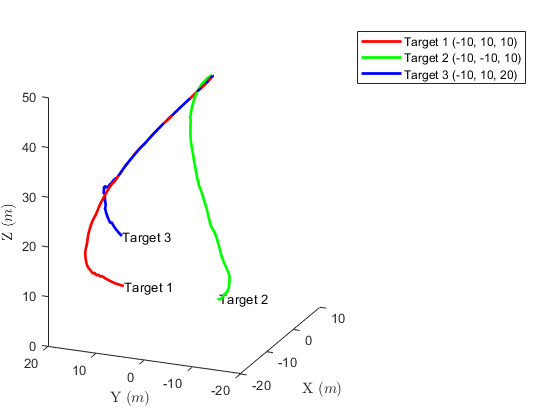 Target 1 (-10, 10, 10)
Target 2 (-10, -10, 10)
Target 3 (-10, 10, 20)
50
40
30
20
10
0
Z (m)
Target 3
Target 1
Target 2
20
10
0
-10
-20
Y (m)
-20
-10
0
10
X (m)